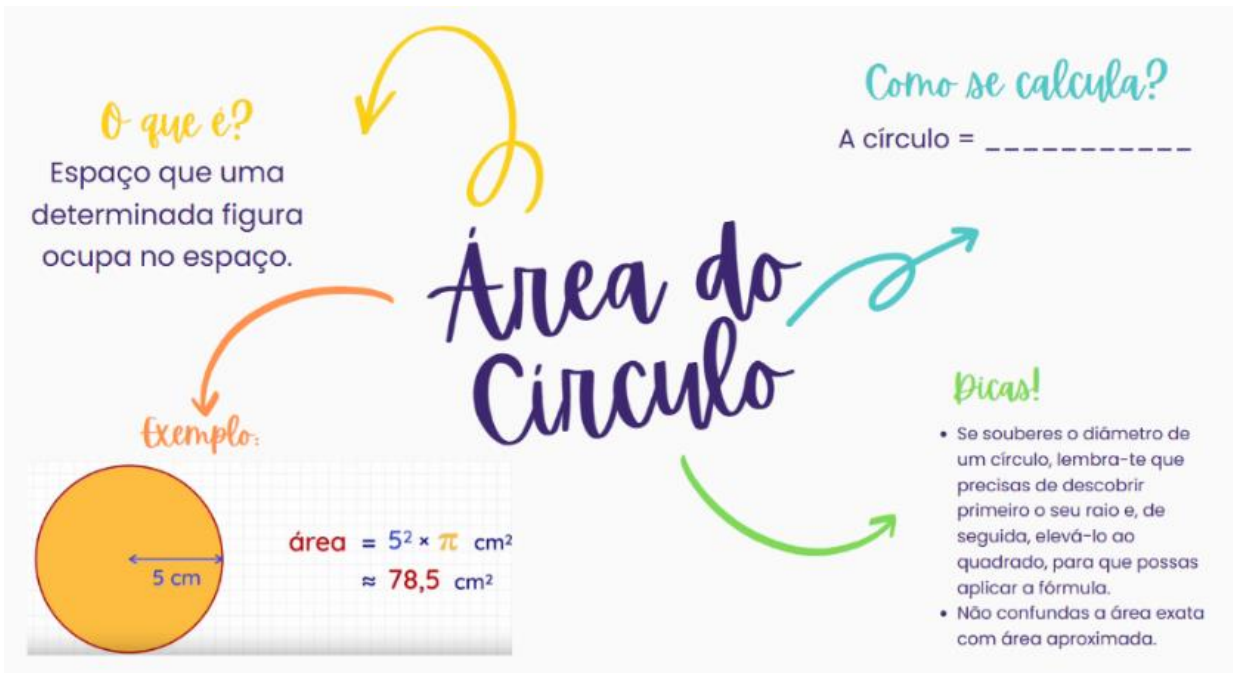 O que é?
Espaço que uma
determinada figura
ocupa no espaço.
Como se calcula?
A círculo = ___________
Área do
Círculo
Exemplo:
5 cm
área = 5² × π cm²
≈ 78,5 cm²
Dicas!
• Se souberes o diâmetro de
um círculo, lembra-te que
precisas de descobrir
primeiro o seu raio e, de
seguida, elevá-lo ao
quadrado, para que possas
aplicar a fórmula.
• Não confundas a área exata
com área aproximada.